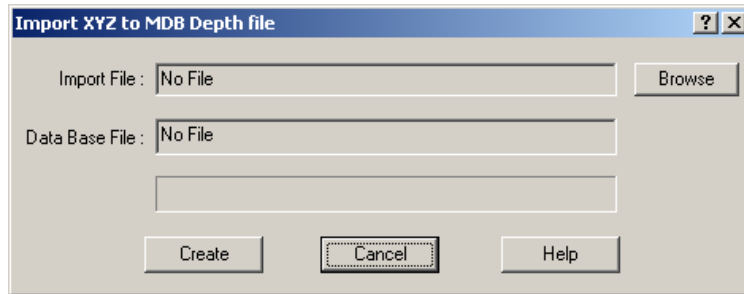 Import XYZ to MDB Depth file
Import File : No File Browse
Data Base File : No File
Create Cancel Help